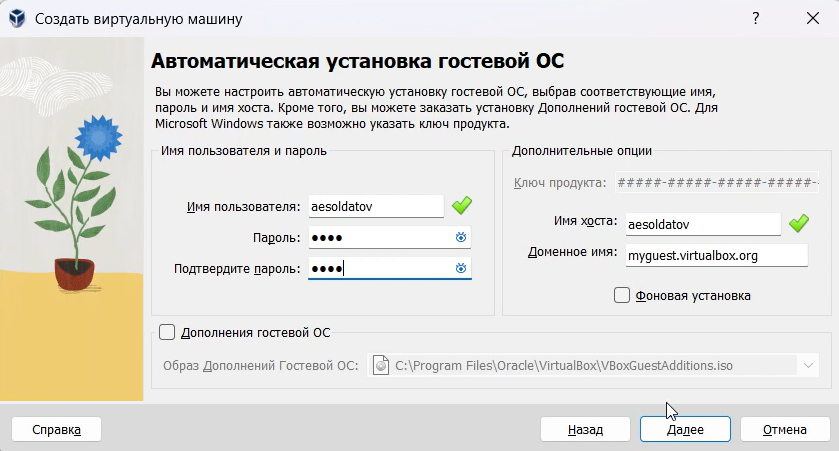 Создать виртуальную машину
?
Автоматическая установка гостевой ОС
Вы можете настроить автоматическую установку гостевой ОС, выбрав соответствующие имя,
пароль и имя хоста. Кроме того, вы можете заказать установку Дополнений гостевой ОС. Для
Microsoft Windows также возможно указать ключ продукта.
Имя пользователя и пароль
Имя пользователя: aesoldatov
Пароль: ●●●●
Подтвердите пароль: ●●●●
Дополнительные опции
Ключ продукта: #####-#####-#####-#####-
Имя хоста: aesoldatov
Доменное имя: myguest.virtualbox.org
Фоновая установка
Дополнения гостевой ОС
Образ Дополнений Гостевой ОС: C:\Program Files\Oracle\VirtualBox\VBoxGuestAdditions.iso
Справка
Назад
Далее
Отмена